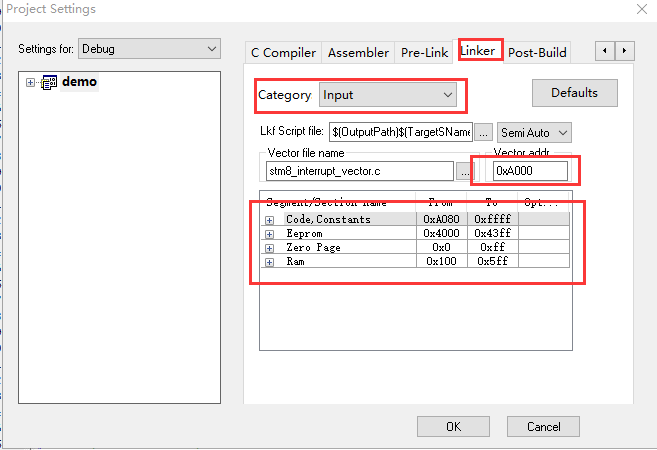 Project Settings
Settings for: Debug
demo
C Compiler Assembler Pre-Link Linker Post-Build
Category Input Defaults
Lkf Script file: $(OutputPath)$(TargetSName ... Semi Auto
Vector file name Vector addr
stm8_interrupt_vector.c ... 0xA000
Segment/Section name From To Opt...
Code,Constants 0xA080 0xffff
Eeprom 0x4000 0x43ff
Zero Page 0x0 0xff
Ram 0x100 0x5ff
OK Cancel